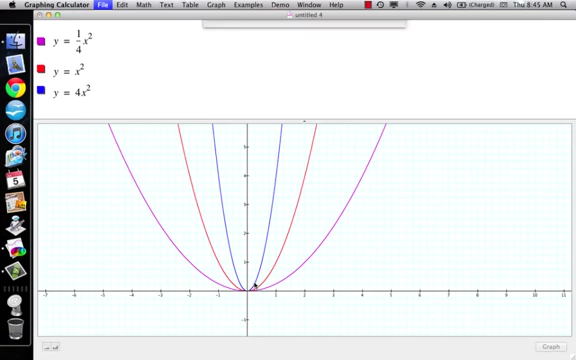 Graphing Calculator File Edit Math Text Table Graph Examples Demo Window Help (Charged) Thu 8:45 AM
untitled 4
y = 1/4 x²
y = x²
y = 4x²
5
4
3
2
1
-7 -6 -5 -4 -3 -2 -1 0 1 2 3 4 5 6 7 8 9 10 11
-1
Graph